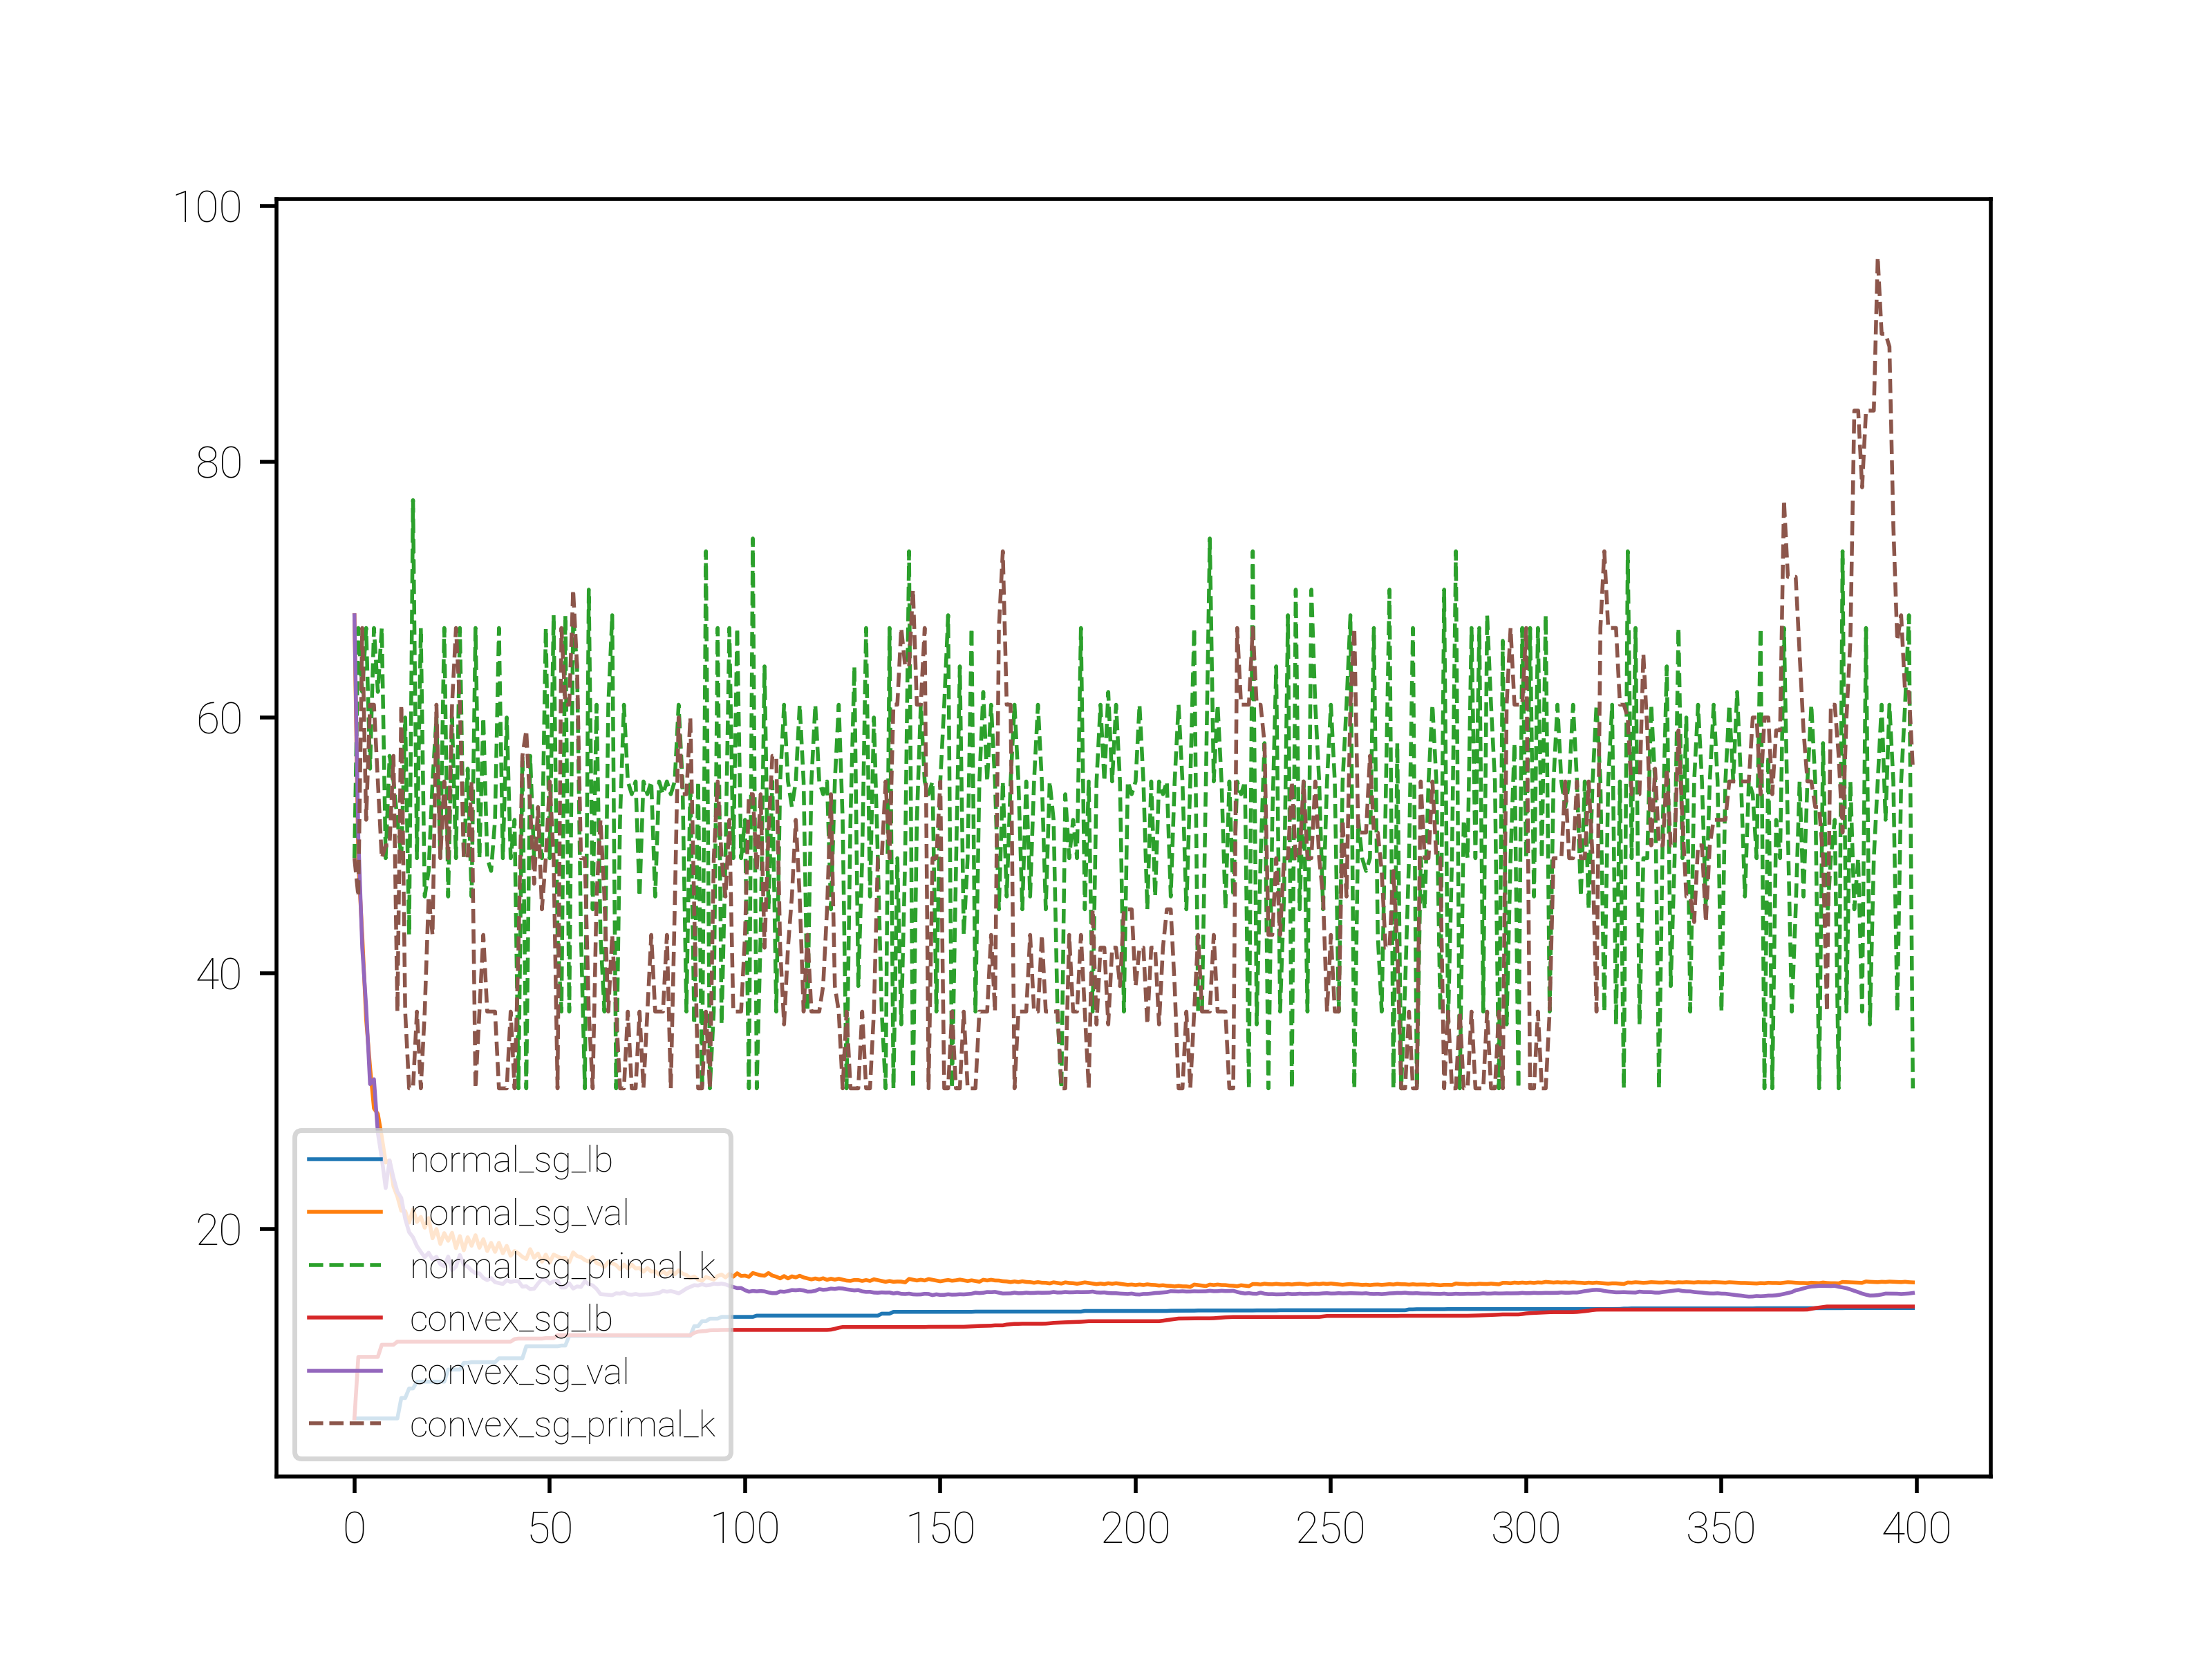 100
80
60
40
20
normal_sg_lb
normal_sg_val
normal_sg_primal_k
convex_sg_lb
convex_sg_val
convex_sg_primal_k
0 50 100 150 200 250 300 350 400